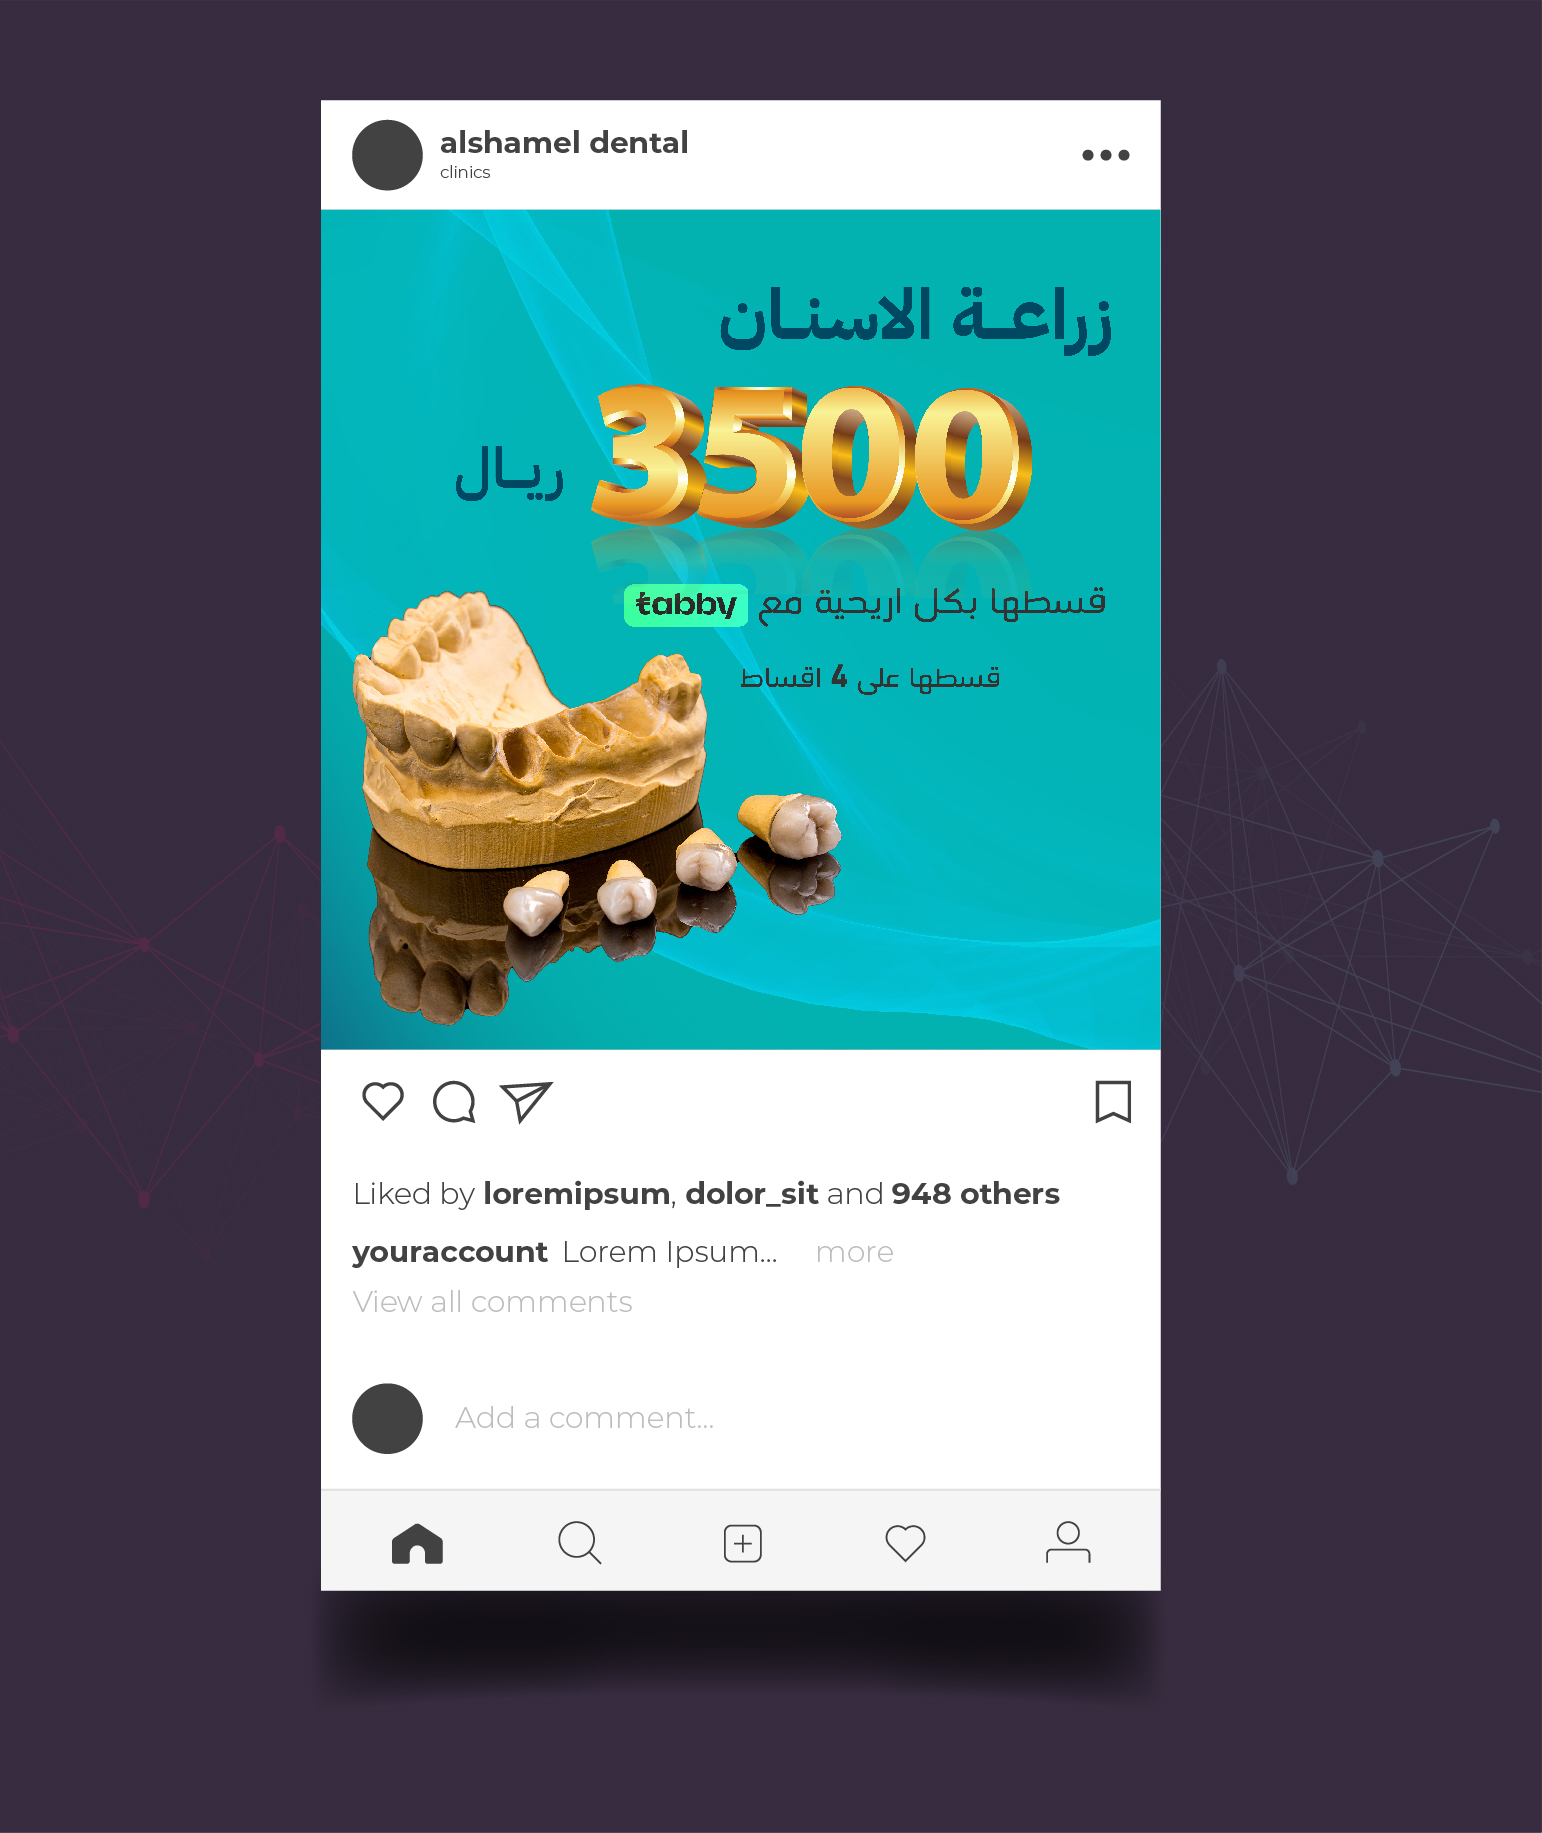 alshamel dental
clinics
زراعة الاسنان
3500 ريال
قسطها بكل اريحية مع tabby
قسطها على 4 اقساط
Liked by loremipsum, dolor_sit and 948 others
youraccount Lorem Ipsum... more
View all comments
Add a comment...